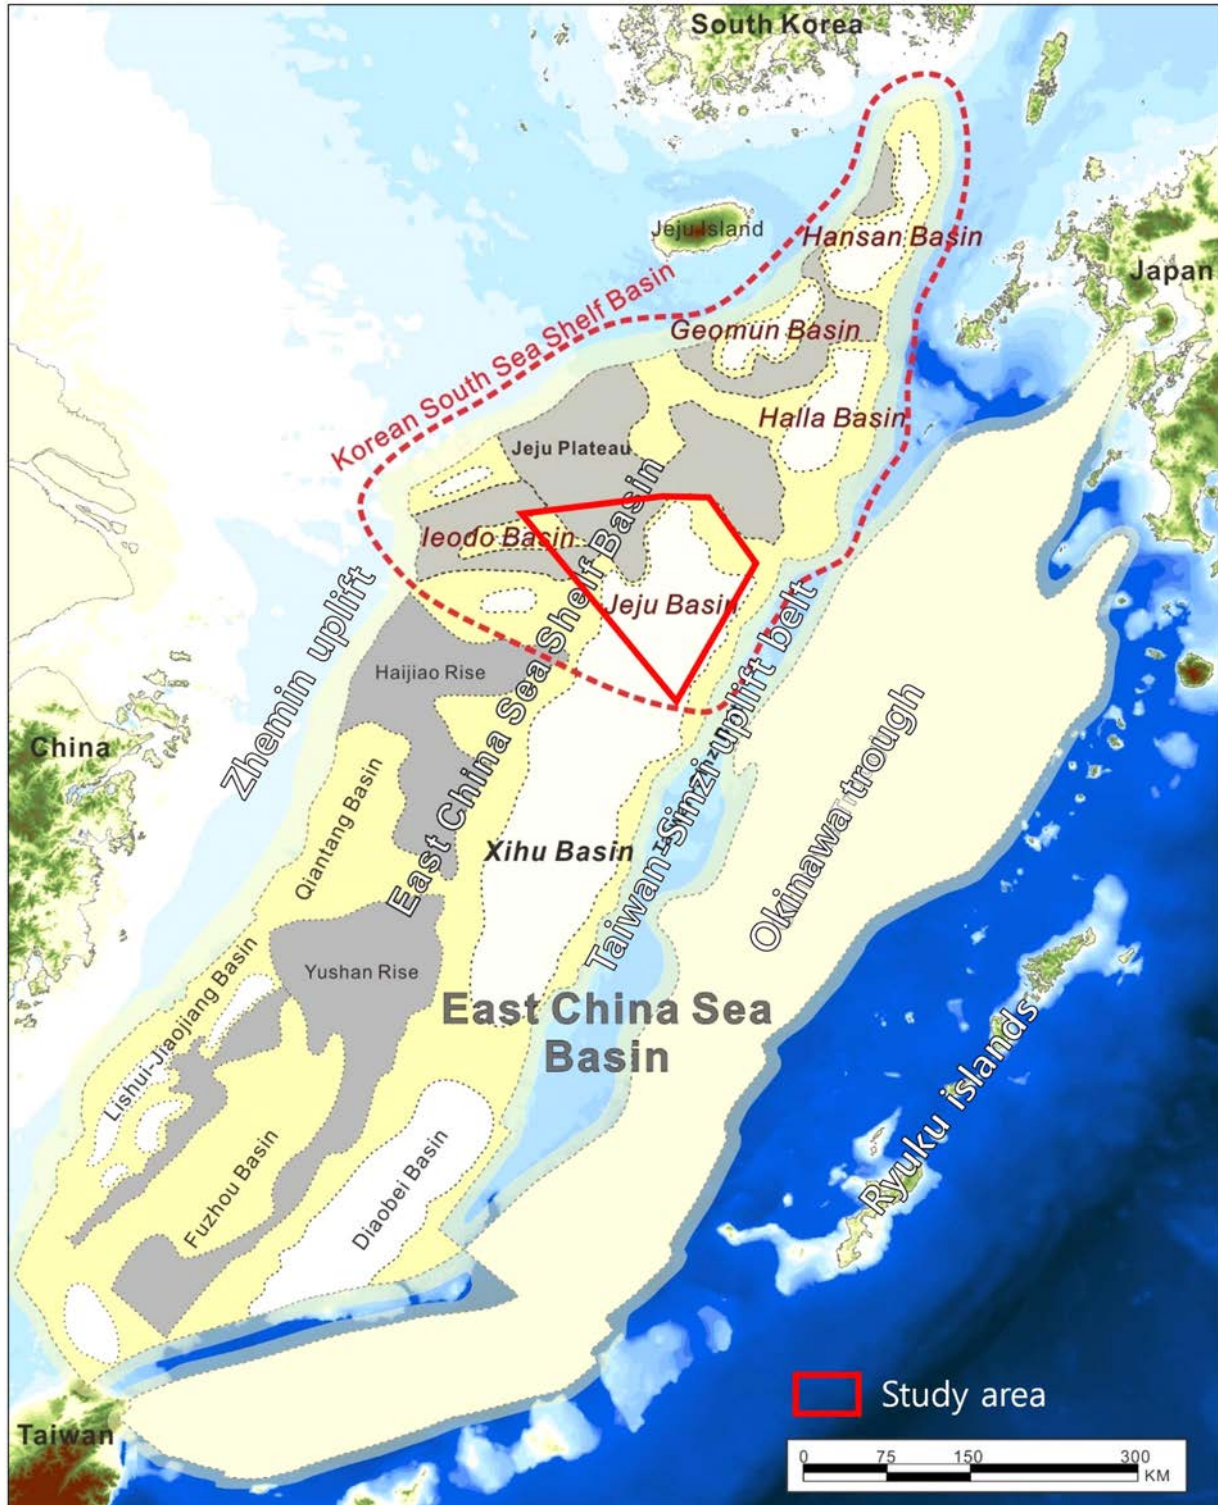 South Korea
Jeju Island
Hansan Basin
Japan
Korean South Sea Shelf Basin
Geomun Basin
Halla Basin
Jeju Plateau
Ieodo Basin
Jeju Basin
Zhemin uplift
Haijiao Rise
East China Sea Shelf Basin
Taiwan-Sinzi uplift belt
Okinawa trough
China
Qiantang Basin
Xihu Basin
Yushan Rise
East China Sea
Basin
Lishui-Jiaojiang Basin
Fuzhou Basin
Diaobei Basin
Ryuku islands
Taiwan
Study area
0 75 150 300
KM